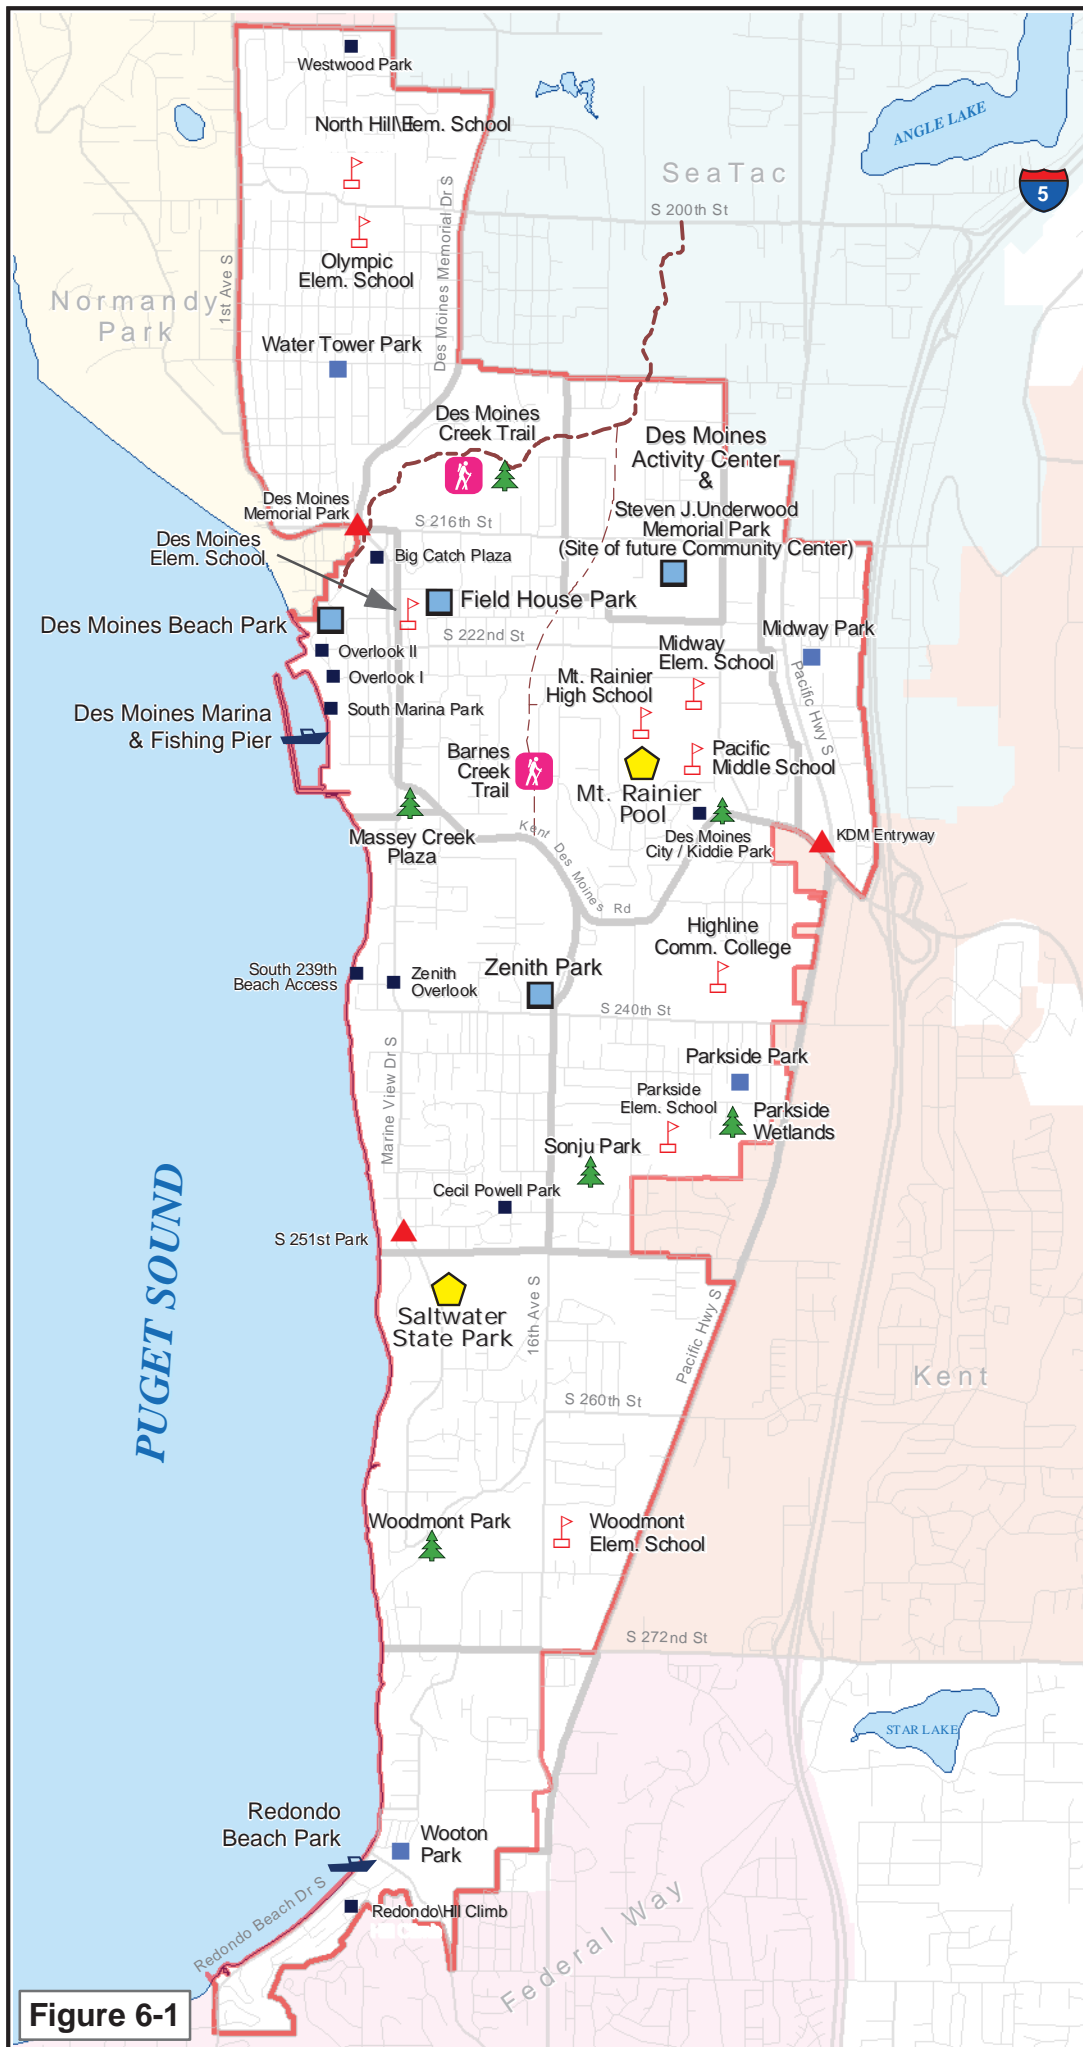 Westwood Park
North Hill\Elem. School
ANGLE LAKE
SeaTac
5
S 200th St
Olympic
Elem. School
1st Ave S
Des Moines Memorial Dr S
Normandy
Park
Water Tower Park
Des Moines
Creek Trail
Des Moines
Activity Center
&
Steven J.Underwood
Memorial Park
(Site of future Community Center)
Des Moines
Memorial Park
S 216th St
Des Moines
Elem. School
Big Catch Plaza
Field House Park
Des Moines Beach Park
S 222nd St
Midway Park
Midway
Elem. School
Overlook II
Overlook I
Mt. Rainier
High School
Pacific Hwy S
South Marina Park
Des Moines Marina
& Fishing Pier
Barnes
Creek
Trail
Pacific
Middle School
Mt. Rainier
Pool
Massey Creek
Plaza
Kent Des Moines Rd
Des Moines
City / Kiddie Park
KDM Entryway
Highline
Comm. College
South 239th
Beach Access
Zenith
Overlook
Zenith Park
S 240th St
Marine View Dr S
Parkside Park
Parkside
Elem. School
Parkside
Wetlands
Sonju Park
Cecil Powell Park
S 251st Park
PUGET SOUND
Saltwater
State Park
16th Ave S
Pacific Hwy S
Kent
S 260th St
Woodmont Park
Woodmont
Elem. School
S 272nd St
STAR LAKE
Redondo
Beach Park
Wooton
Park
Redondo Beach Dr S
Redondo\Hll Climb
Federal Way
Figure 6-1